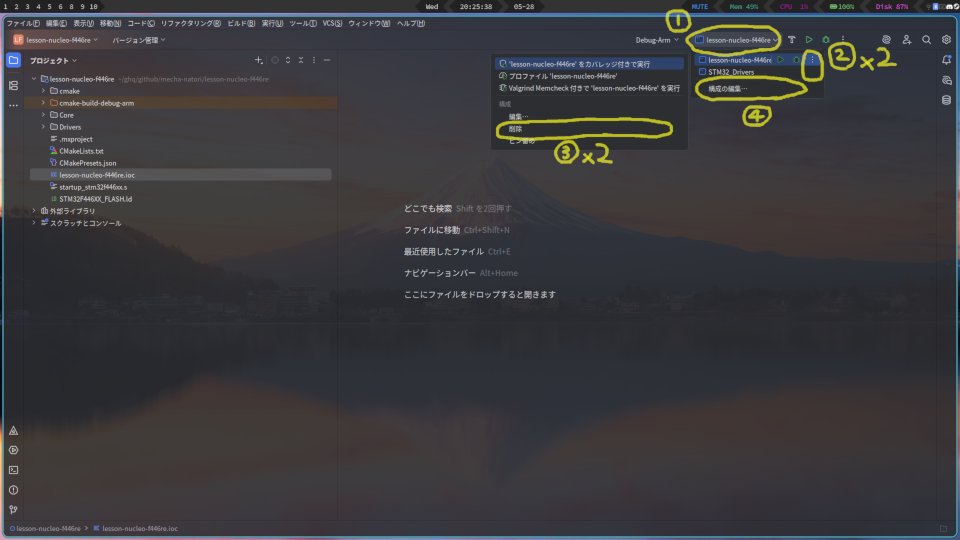 1 2 3 4 5 6 7 8 9 10
Wed 20:25:38 05-28
MUTE Mem 49% CPU 1% 100% Disk 87%
ファイル(F) 編集(E) 表示(V) 移動(N) コード(C) リファクタリング(R) ビルド(B) 実行(U) ツール(T) VCS(S) ウィンドウ(W) ヘルプ(H)
①
LF lesson-nucleo-f446re バージョン管理 Debug-Arm lesson-nucleo-f446re
プロジェクト
lesson-nucleo-f446re ~/ghq/github/mecha-natori/lesson-nucleo-f446re
cmake
cmake-build-debug-arm
Core
Drivers
.mxproject
CMakeLists.txt
CMakePresets.json
lesson-nucleo-f446re.ioc
startup_stm32f446xx.s
STM32F446XX_FLASH.ld
外部ライブラリ
スクラッチとコンソール
'lesson-nucleo-f446re' をカバレッジ付きで実行
プロファイル 'lesson-nucleo-f446re'
Valgrind Memcheck 付きで 'lesson-nucleo-f446re' を実行
構成
編集…
削除
ピン留め
③x2
lesson-nucleo-f446re
②x2
STM32_Drivers
構成の編集…
④
どこでも検索 Shift を2回押す
ファイルに移動 Ctrl+Shift+N
最近使用したファイル Ctrl+E
ナビゲーションバー Alt+Home
ここにファイルをドロップすると開きます
lesson-nucleo-f446re > lesson-nucleo-f446re.ioc